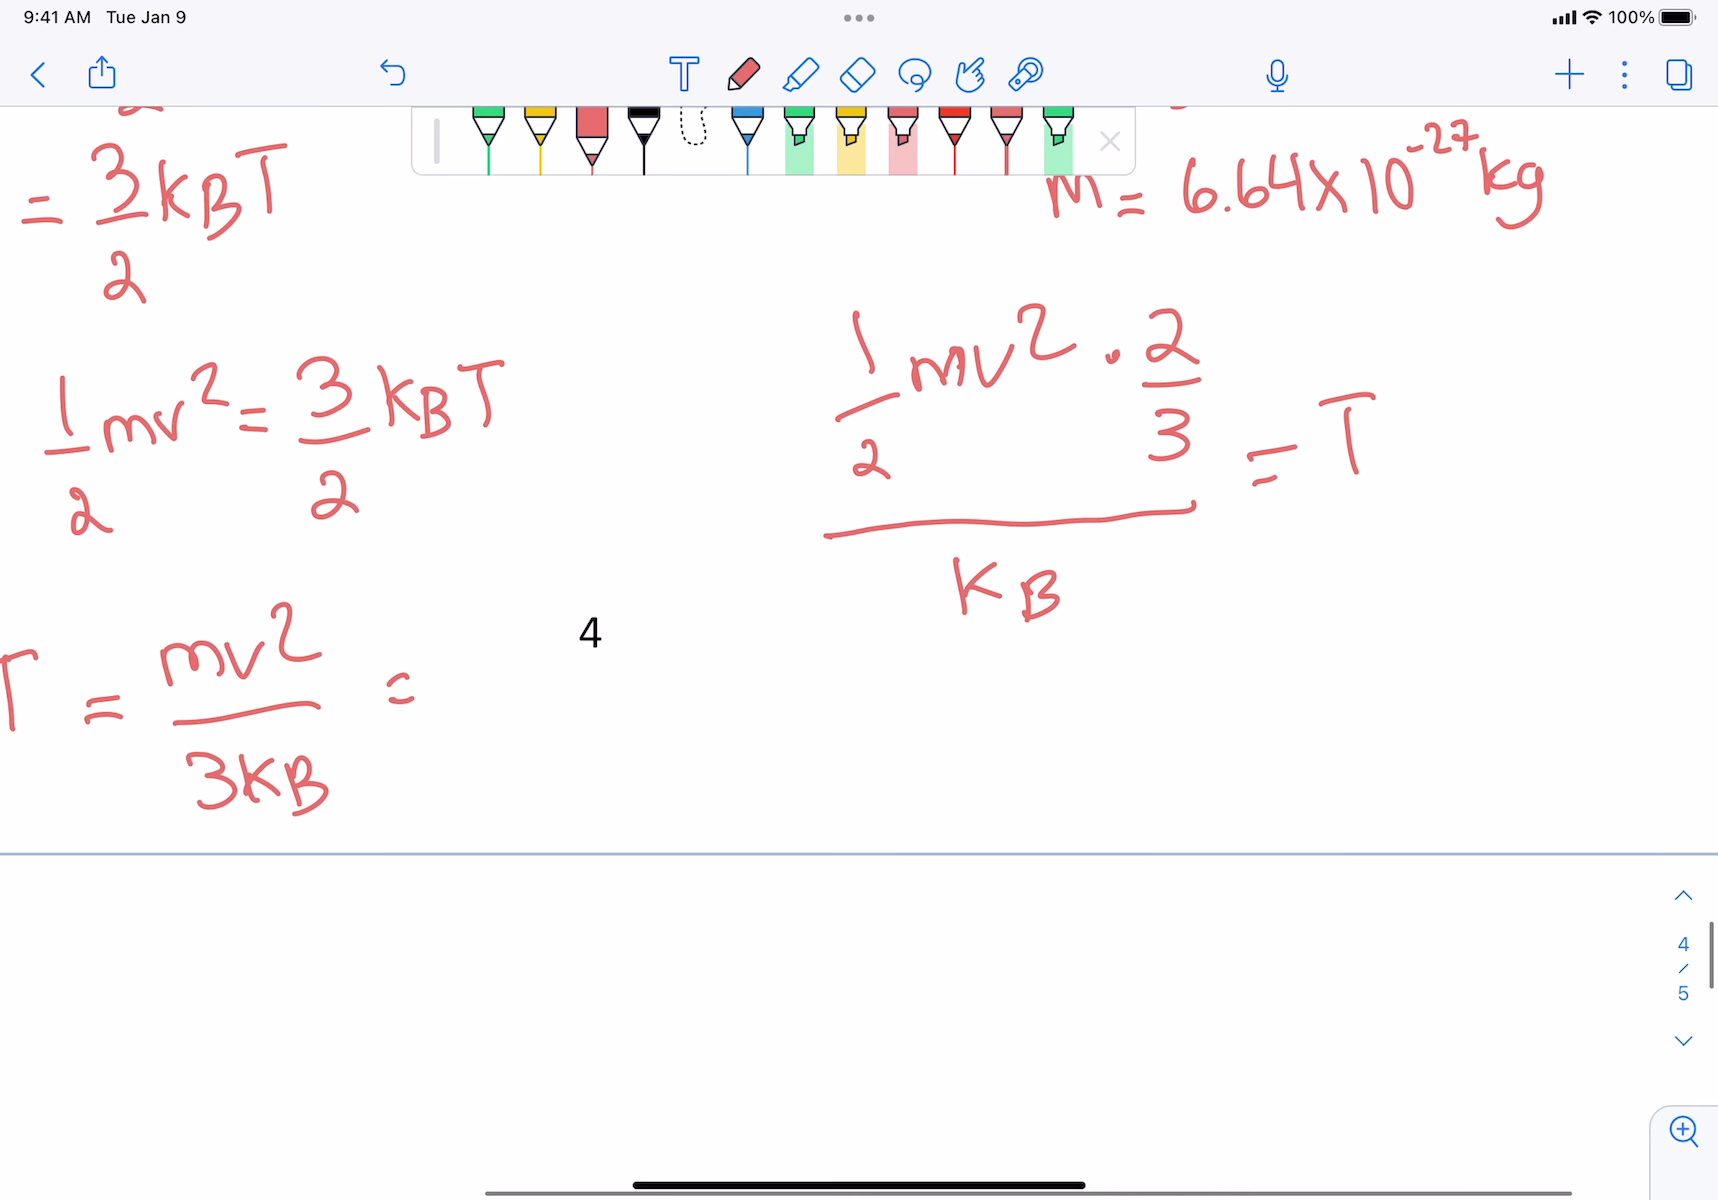 9:41 AM Tue Jan 9
100%
T
= 3/2 KBT
m = 6.64x10^-27 kg
1/2 mv^2 = 3/2 KBT
(1/2 mv^2 · 2/3) / KB = T
T = mv^2 / 3KB =
4
4
/
5